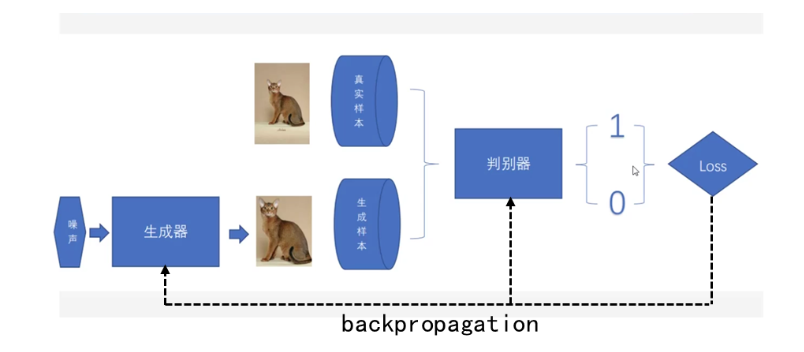 真实样本
1
判别器
Loss
0
噪声
生成器
生成样本
backpropagation